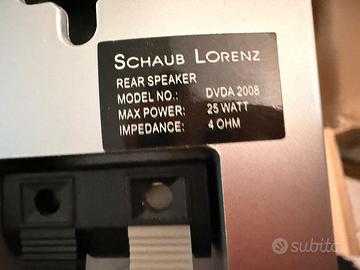 SCHAUB LORENZ
REAR SPEAKER
MODEL NO.: DVDA 2008
MAX POWER: 25 WATT
IMPEDANCE: 4 OHM
subito